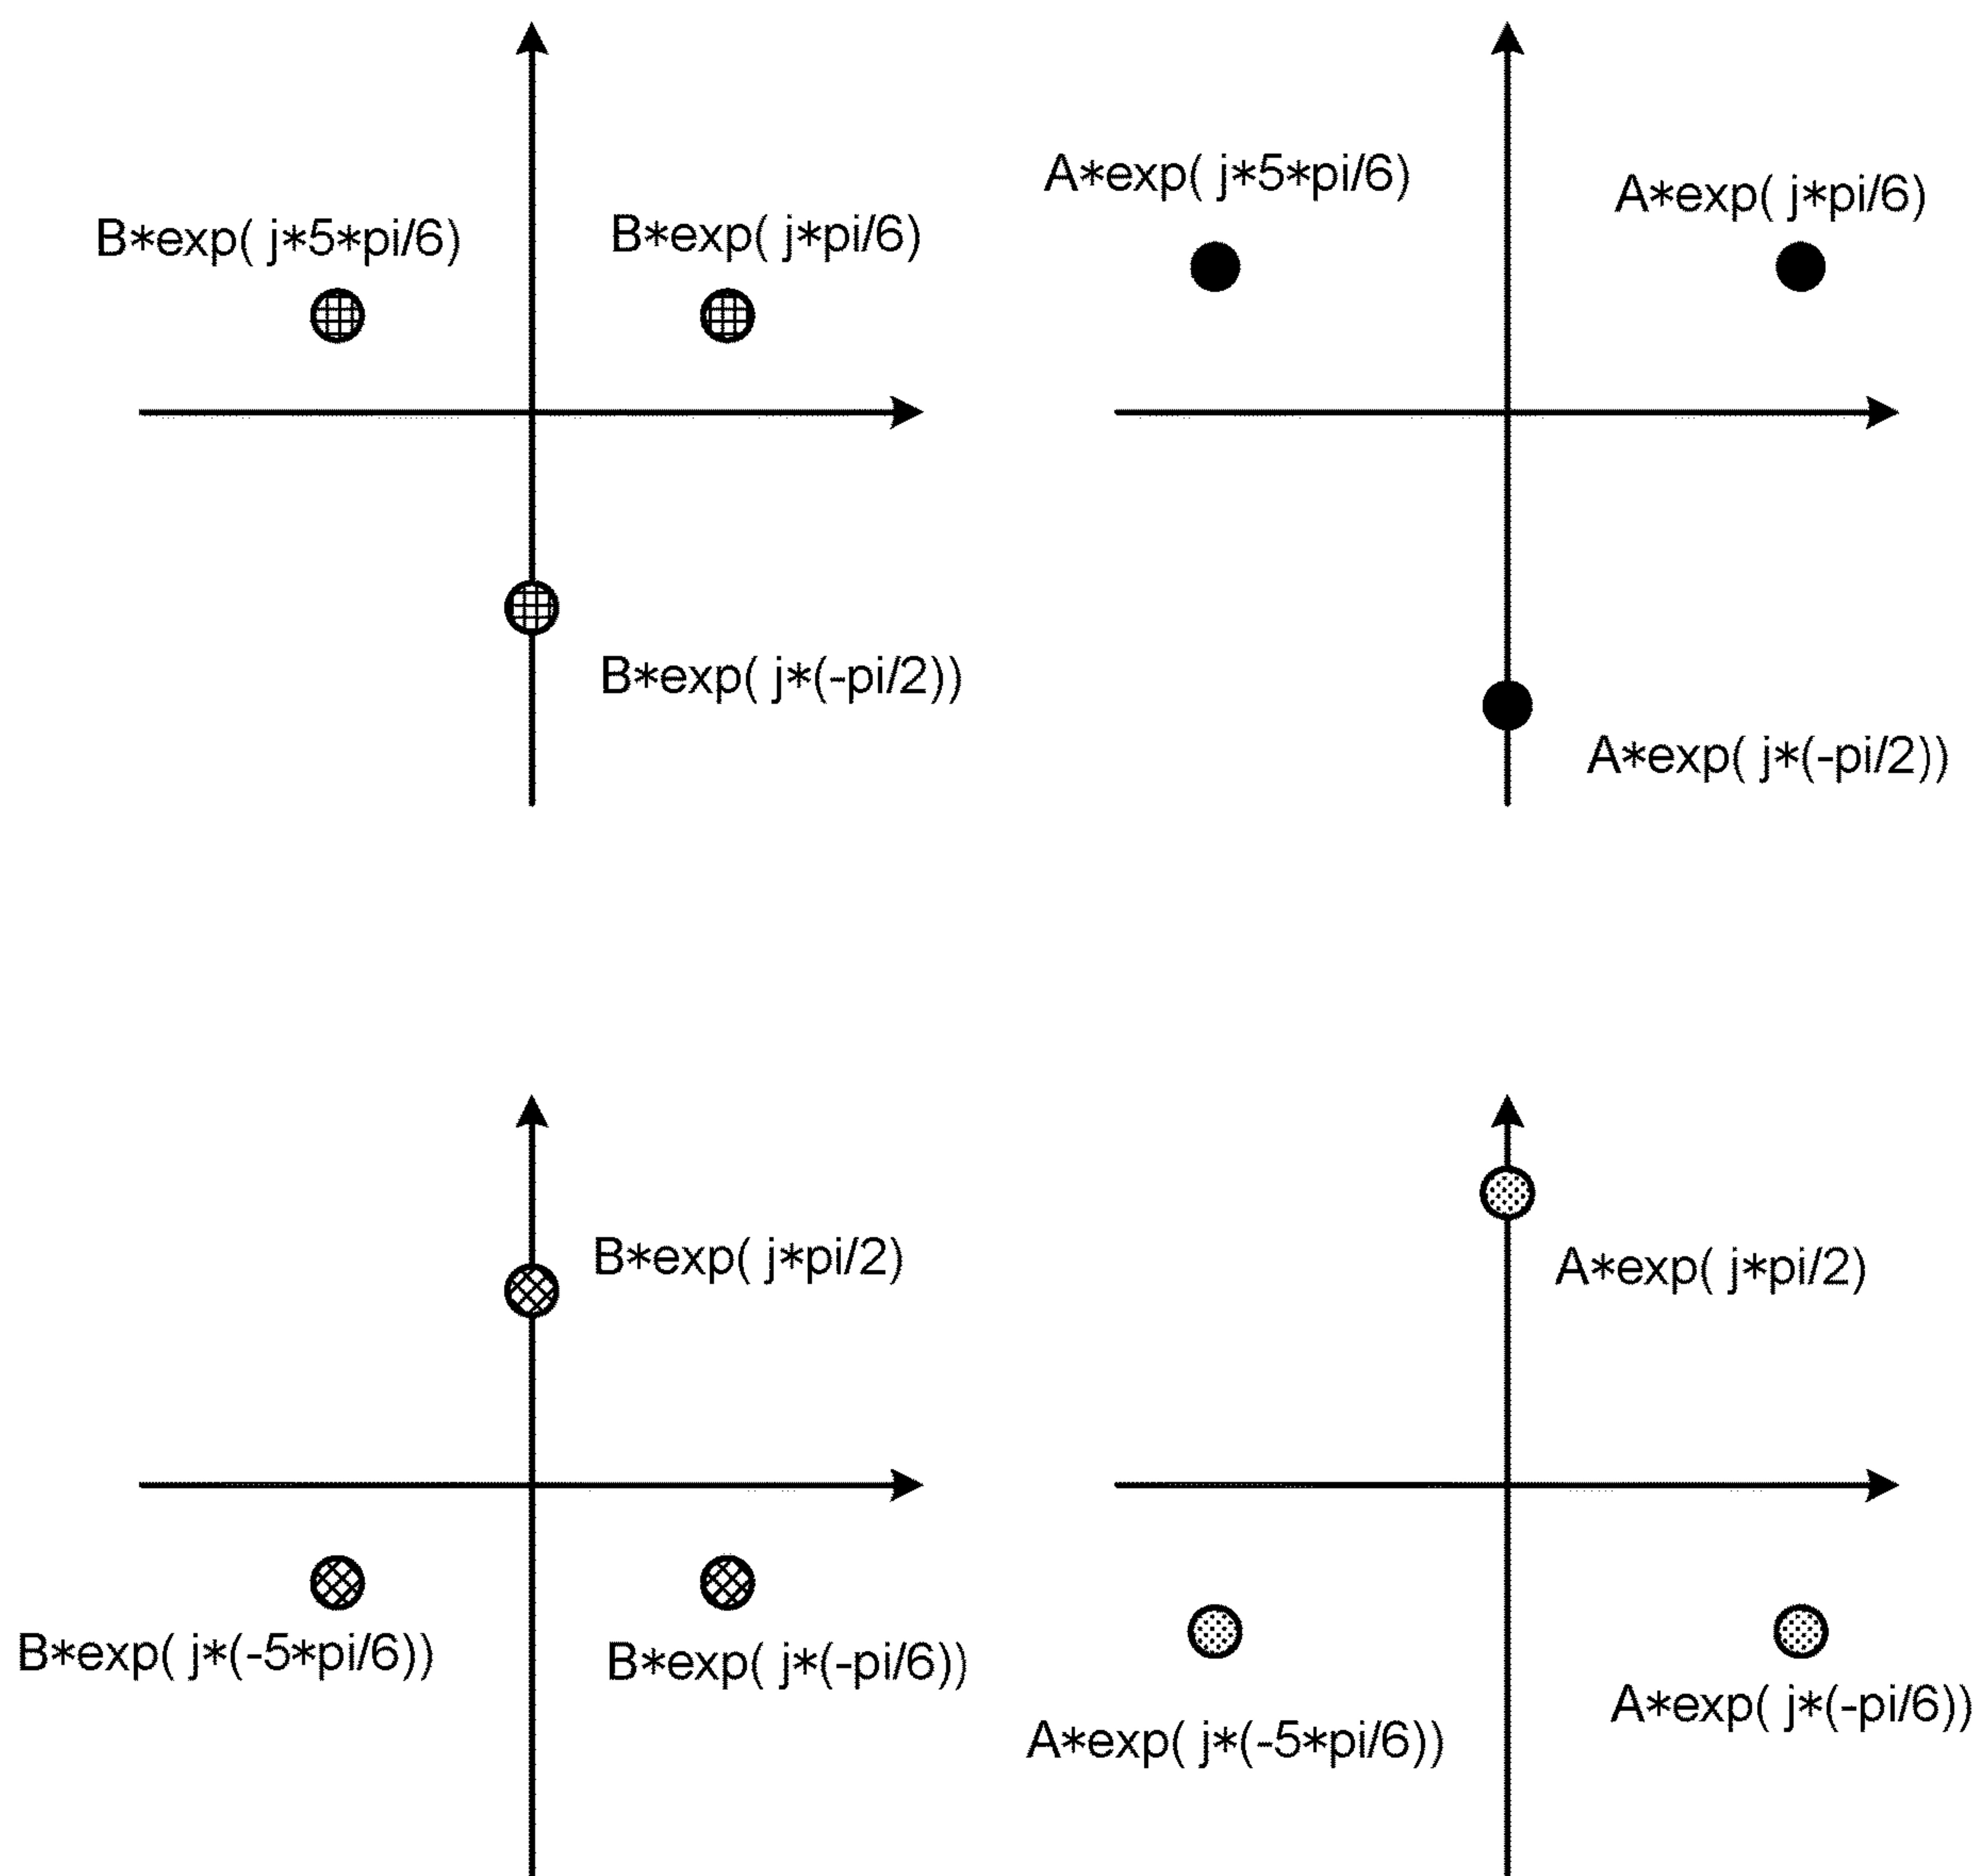 B*exp( j*5*pi/6)
B*exp( j*pi/6)
B*exp( j*(-pi/2))
A*exp( j*5*pi/6)
A*exp( j*pi/6)
A*exp( j*(-pi/2))
B*exp( j*pi/2)
B*exp( j*(-5*pi/6))
B*exp( j*(-pi/6))
A*exp( j*pi/2)
A*exp( j*(-5*pi/6))
A*exp( j*(-pi/6))